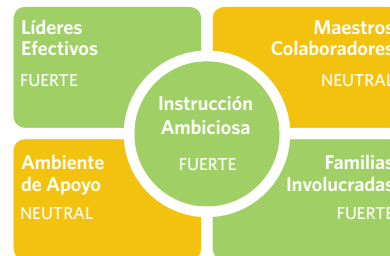 Líderes
Efectivos
FUERTE
Maestros
Colaboradores
NEUTRAL
Instrucción
Ambiciosa
FUERTE
Ambiente
de Apoyo
NEUTRAL
Familias
Involucradas
FUERTE